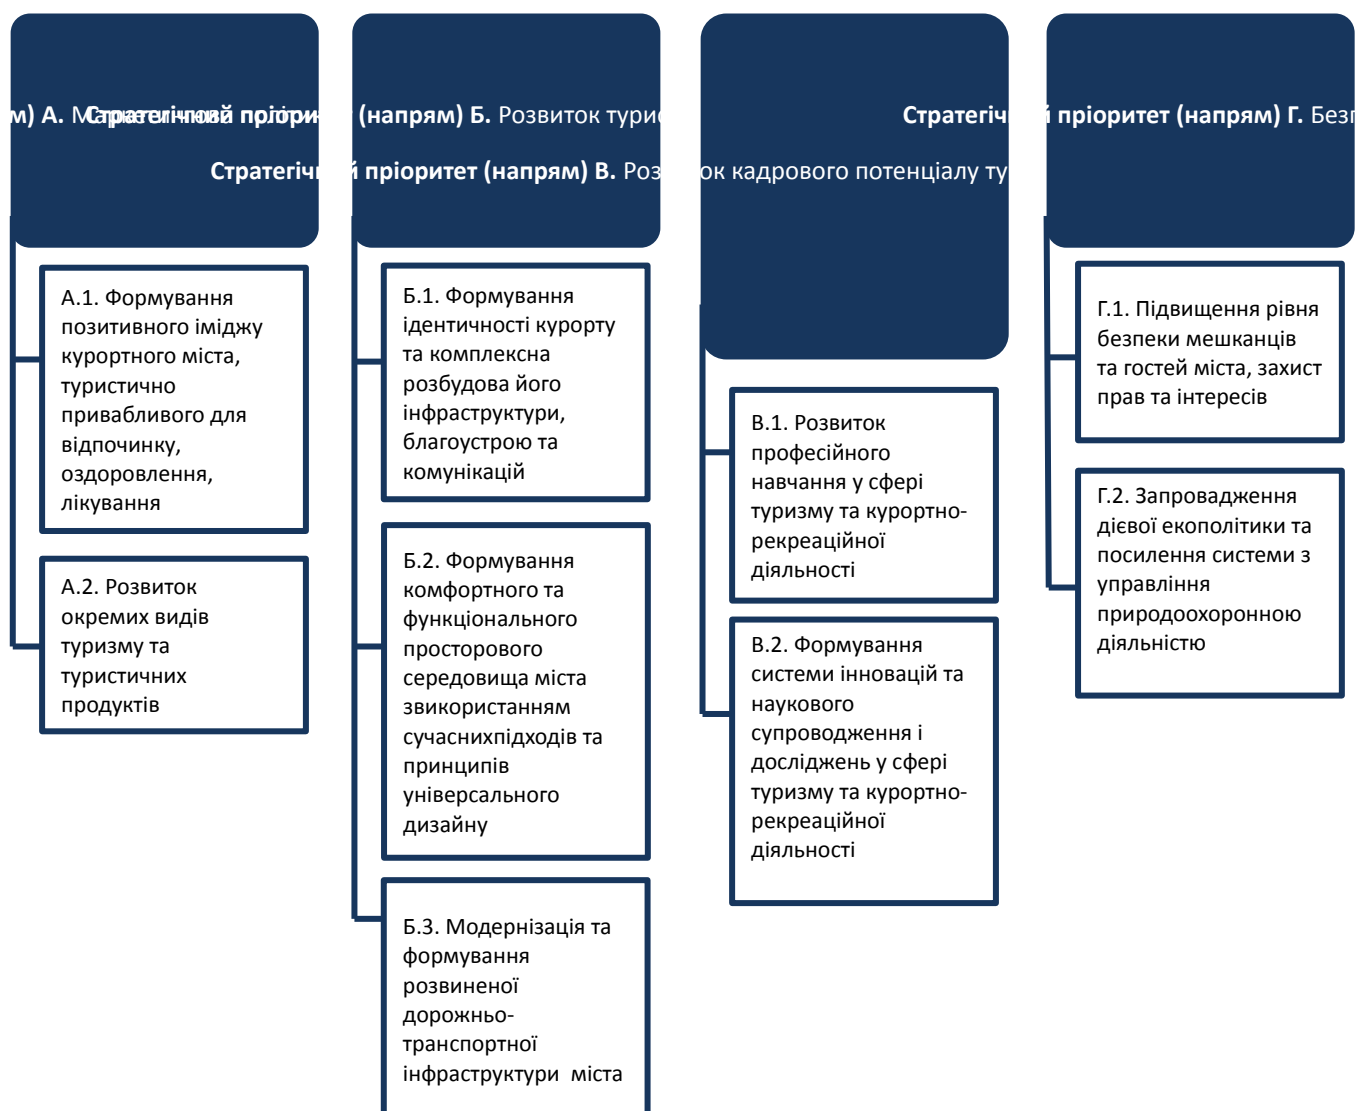 А. Маркетингова політи
Стратегічний пріоритет (напрям) Б. Розвиток турис
Стратегічний пріоритет (напрям) В. Розвиток кадрового потенціалу ту
Стратегічний пріоритет (напрям) Г. Безп
А.1. Формування
позитивного іміджу
курортного міста,
туристично
привабливого для
відпочинку,
оздоровлення,
лікування
А.2. Розвиток
окремих видів
туризму та
туристичних
продуктів
Б.1. Формування
ідентичності курорту
та комплексна
розбудова його
інфраструктури,
благоустрою та
комунікацій
Б.2. Формування
комфортного та
функціонального
просторового
середовища міста
звикористанням
сучаснихпідходів та
принципів
універсального
дизайну
Б.3. Модернізація та
формування
розвиненої
дорожньо-
транспортної
інфраструктури міста
В.1. Розвиток
професійного
навчання у сфері
туризму та курортно-
рекреаційної
діяльності
В.2. Формування
системи інновацій та
наукового
супроводження і
досліджень у сфері
туризму та курортно-
рекреаційної
діяльності
Г.1. Підвищення рівня
безпеки мешканців
та гостей міста, захист
прав та інтересів
Г.2. Запровадження
дієвої екополітики та
посилення системи з
управління
природоохоронною
діяльністю